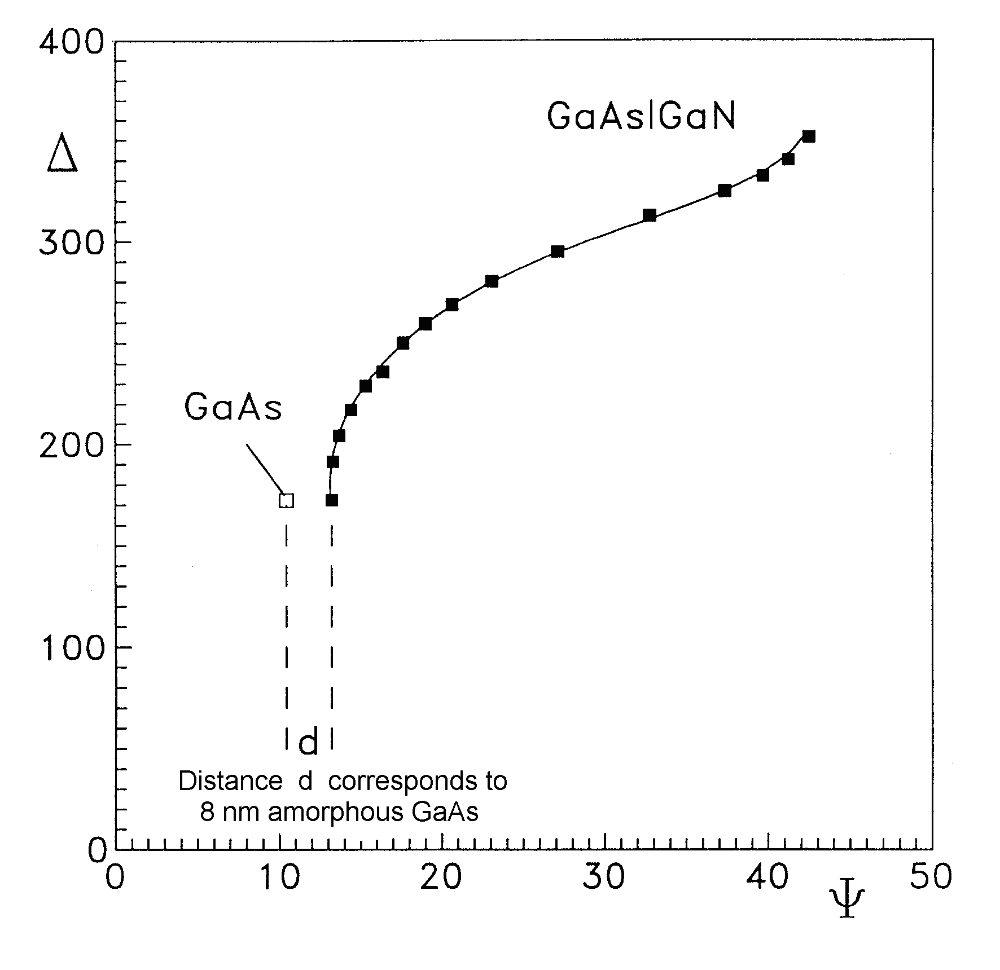 400
GaAs|GaN
Δ
300
GaAs
200
100
d
Distance d corresponds to
8 nm amorphous GaAs
0
0 10 20 30 40 50
Ψ